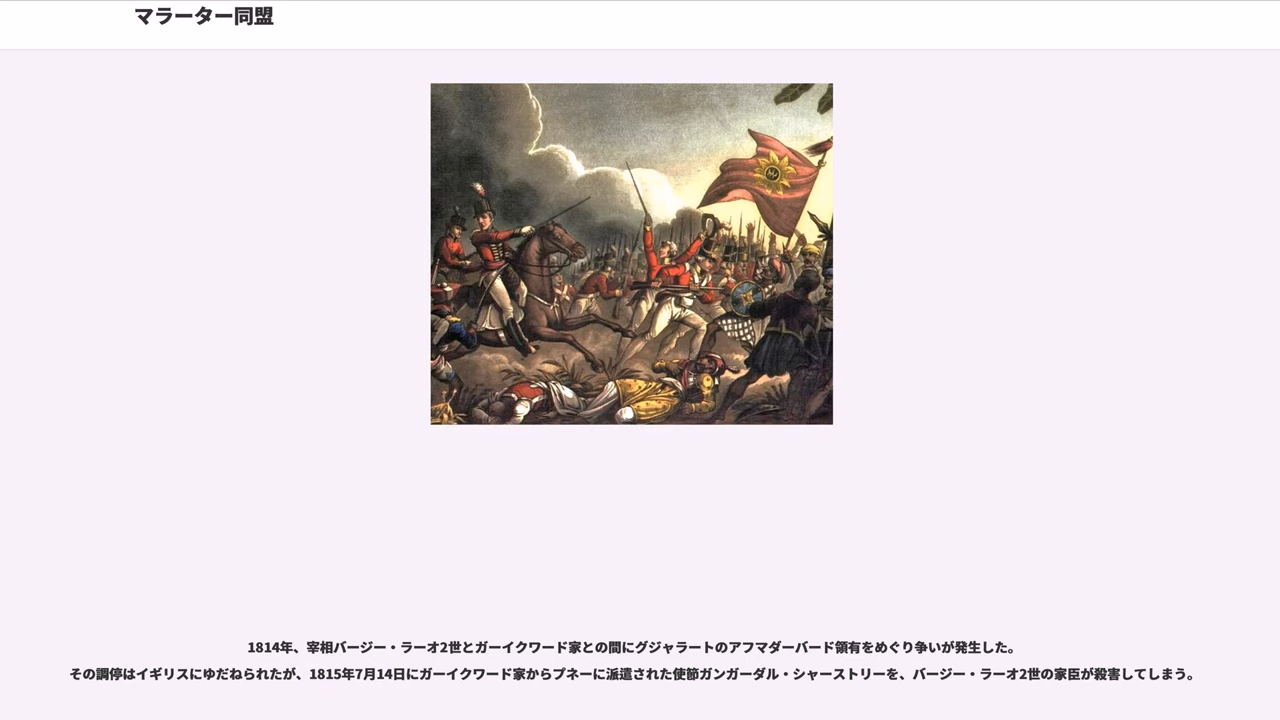 マラーター同盟
1814年、宰相バージー・ラーオ2世とガーイクワード家との間にグジャラートのアフマダーバード領有をめぐり争いが発生した。
その調停はイギリスにゆだねられたが、1815年7月14日にガーイクワード家からプネーに派遣された使節ガンガーダル・シャーストリーを、バージー・ラーオ2世の家臣が殺害してしまう。